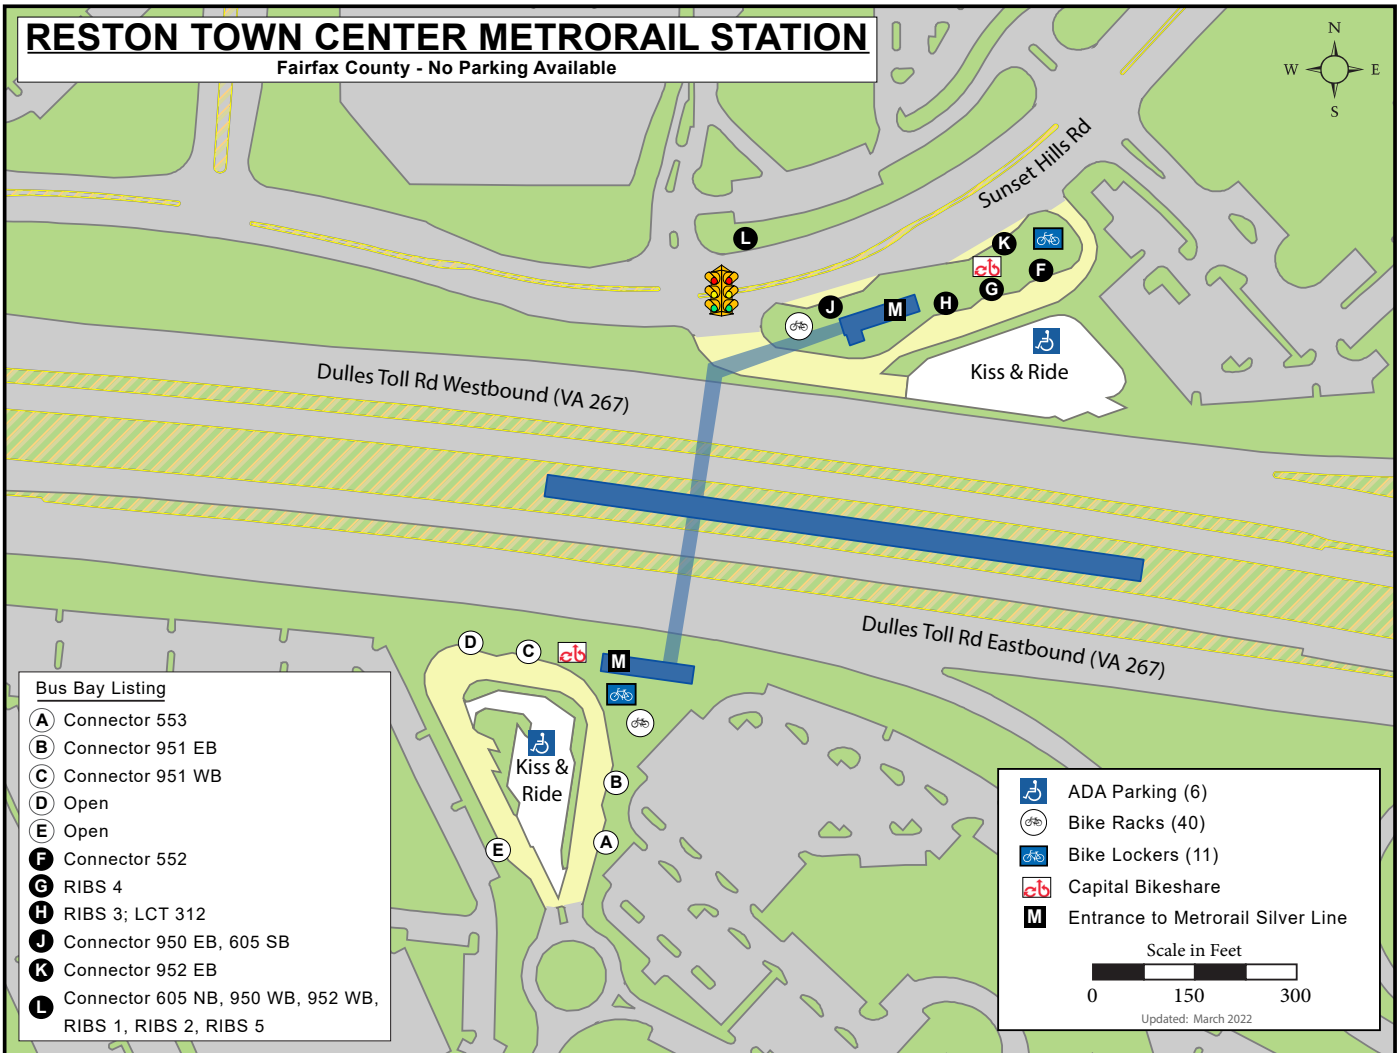 RESTON TOWN CENTER METRORAIL STATION
Fairfax County - No Parking Available
N
W
E
S
Sunset Hills Rd
L
K
F
G
H
J
M
Kiss & Ride
Dulles Toll Rd Westbound (VA 267)
Dulles Toll Rd Eastbound (VA 267)
D
C
M
Kiss &
Ride
B
A
E
Bus Bay Listing
A Connector 553
B Connector 951 EB
C Connector 951 WB
D Open
E Open
F Connector 552
G RIBS 4
H RIBS 3; LCT 312
J Connector 950 EB, 605 SB
K Connector 952 EB
L Connector 605 NB, 950 WB, 952 WB,
RIBS 1, RIBS 2, RIBS 5
ADA Parking (6)
Bike Racks (40)
Bike Lockers (11)
Capital Bikeshare
M Entrance to Metrorail Silver Line
Scale in Feet
0 150 300
Updated: March 2022